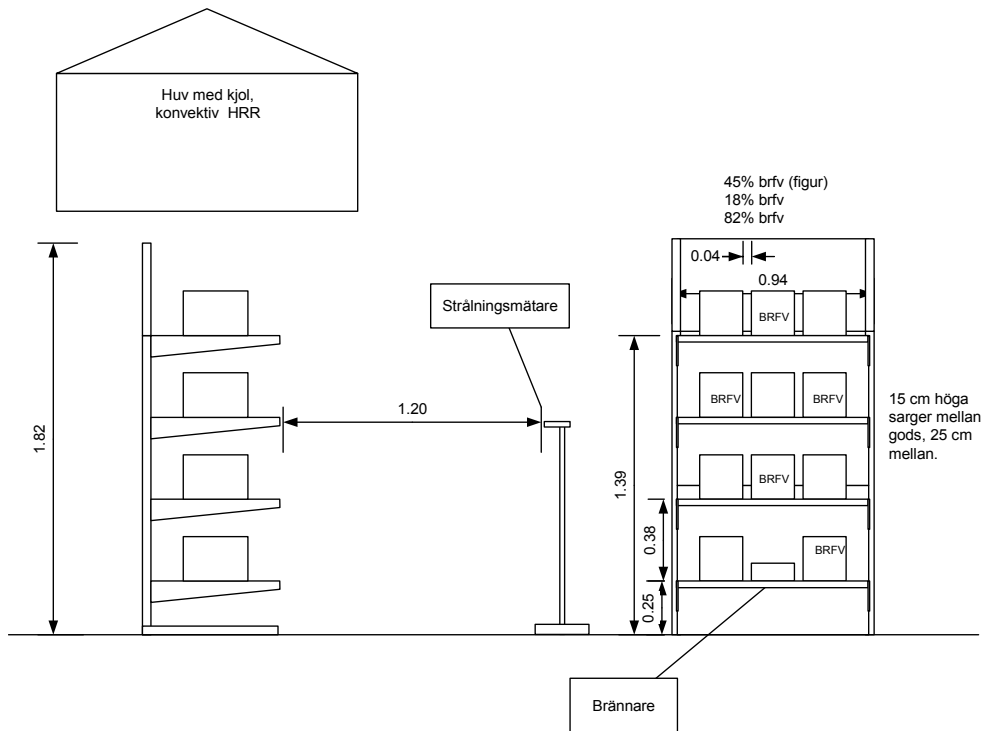 Huv med kjol,
konvektiv HRR
45% brfv (figur)
18% brfv
82% brfv
0.04
0.94
Strålningsmätare
BRFV
1.20
BRFV
BRFV
15 cm höga
sarger mellan
gods, 25 cm
mellan.
1.82
1.39
BRFV
0.38
BRFV
0.25
Brännare